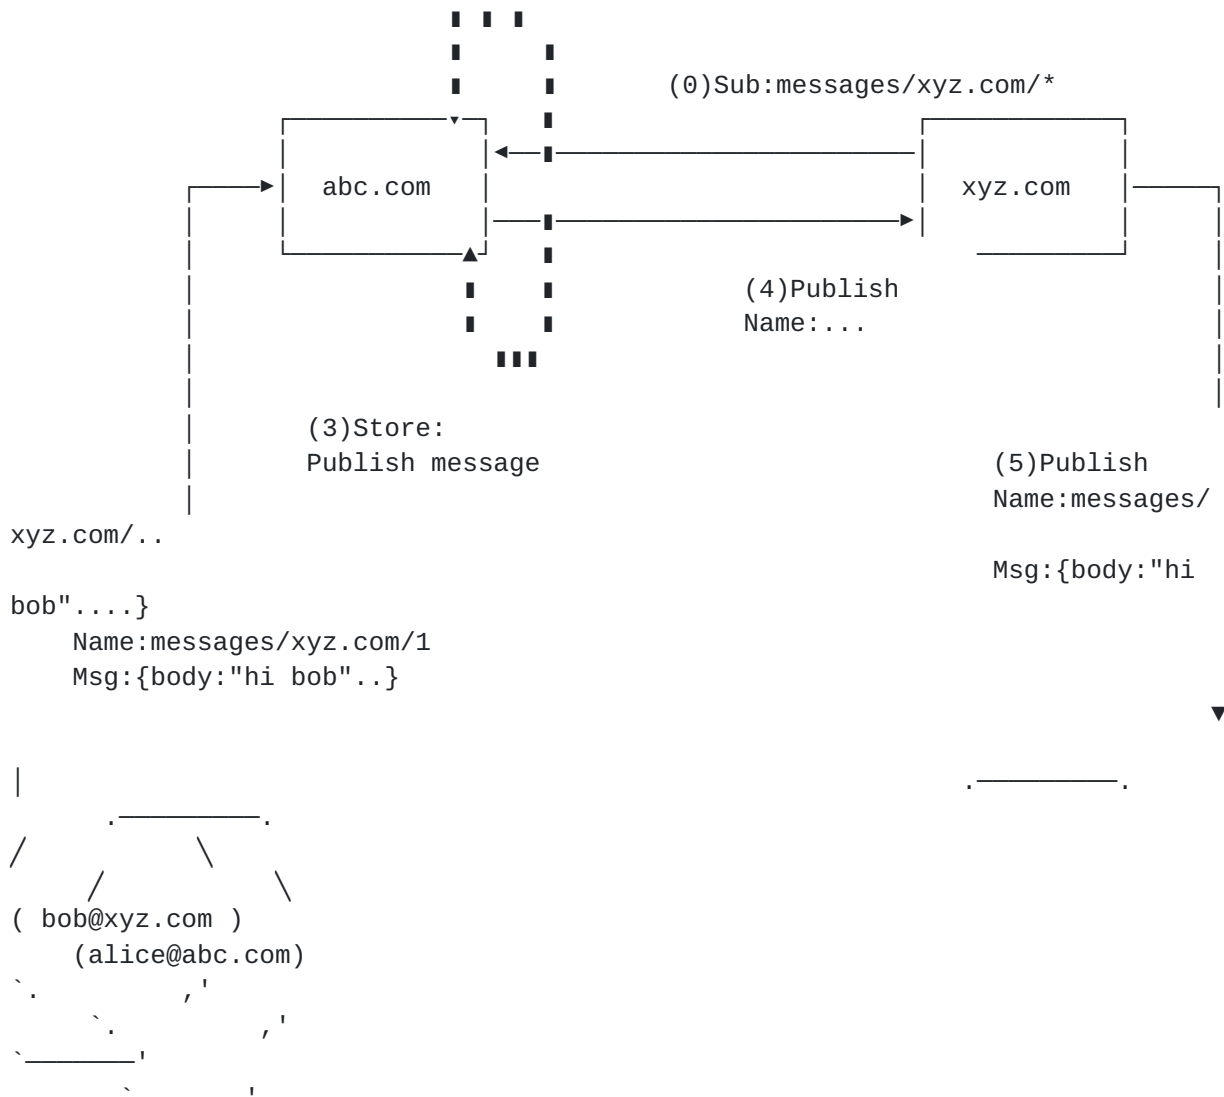 (0)Sub:messages/xyz.com/*
abc.com
xyz.com
(4)Publish
Name:...
(3)Store:
Publish message
(5)Publish
Name:messages/
xyz.com/..
Msg:{body:"hi
bob"....}
Name:messages/xyz.com/1
Msg:{body:"hi bob"..}
( bob@xyz.com )
(alice@abc.com)